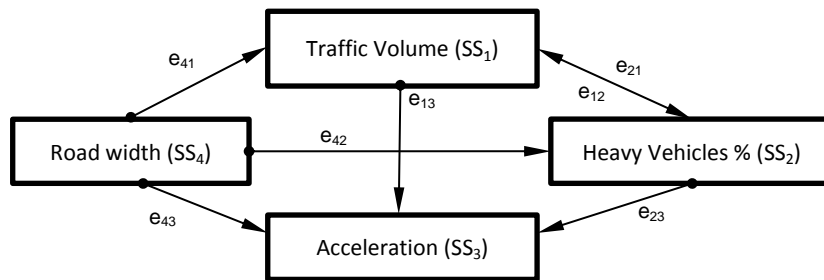 Traffic Volume (SS₁)
e₄₁
e₂₁
e₁₂
e₁₃
Road width (SS₄)
e₄₂
Heavy Vehicles % (SS₂)
e₄₃
e₂₃
Acceleration (SS₃)